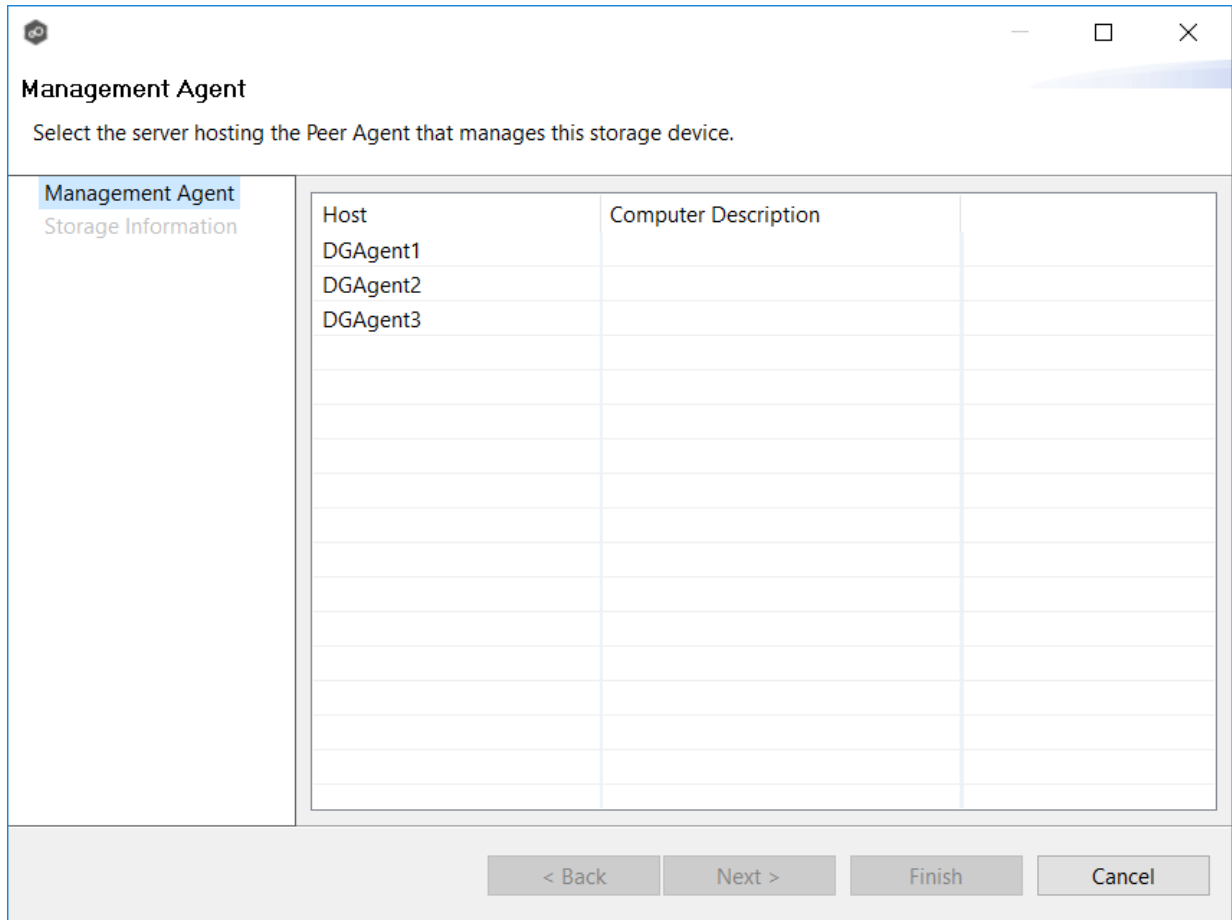 Management Agent
Select the server hosting the Peer Agent that manages this storage device.
Management Agent
Storage Information
Host Computer Description
DGAgent1
DGAgent2
DGAgent3
< Back Next > Finish Cancel